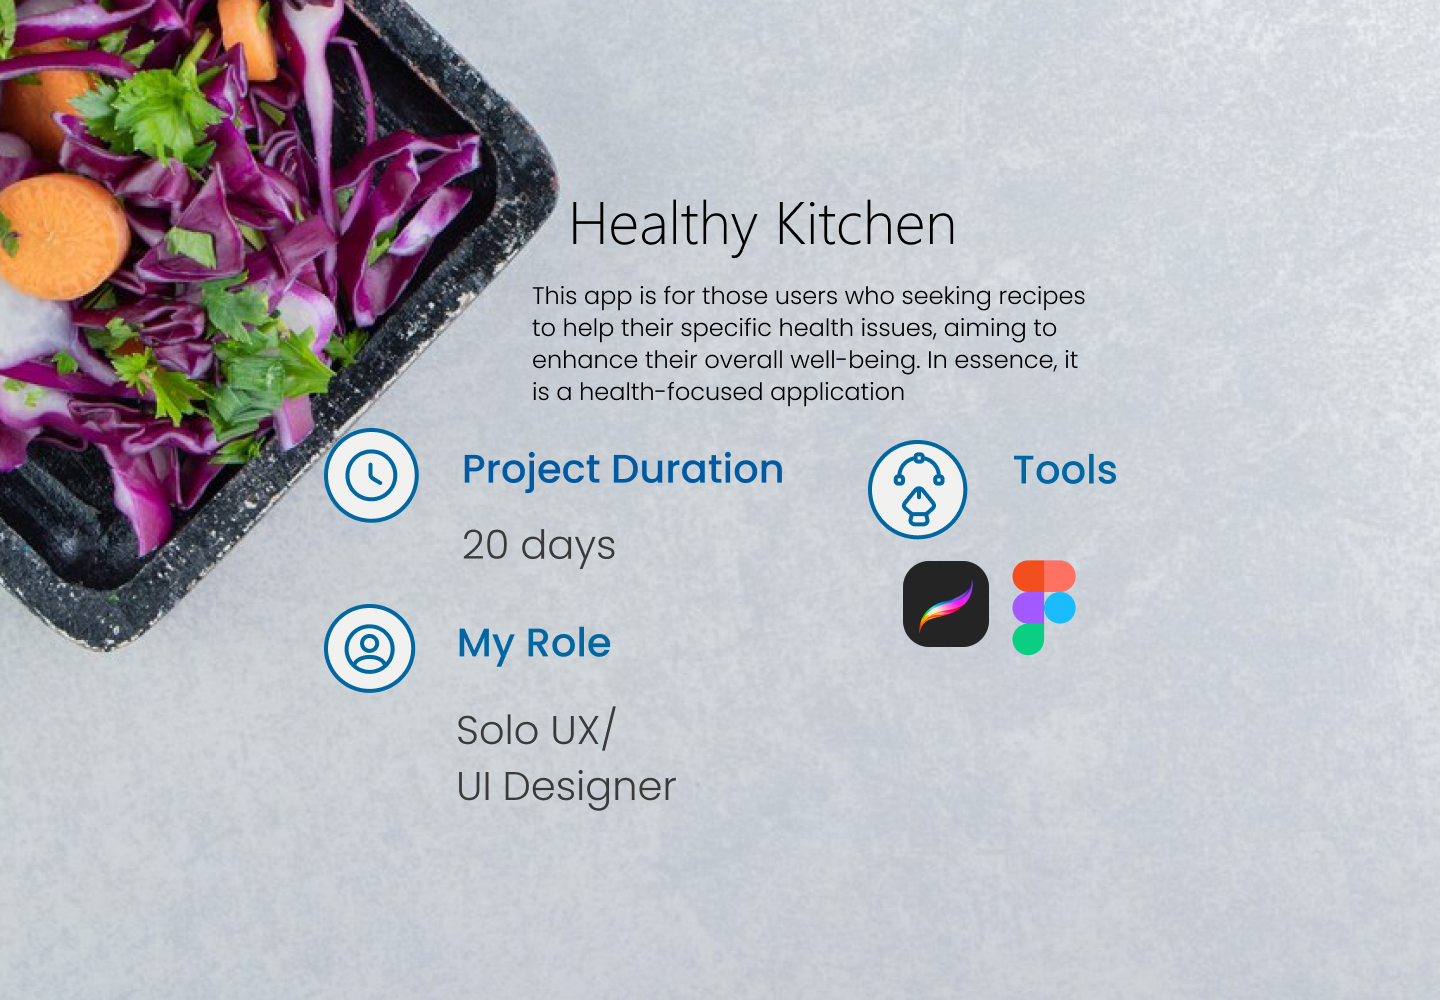 Healthy Kitchen
This app is for those users who seeking recipes
to help their specific health issues, aiming to
enhance their overall well-being. In essence, it
is a health-focused application
Project Duration
20 days
Tools
My Role
Solo UX/
UI Designer